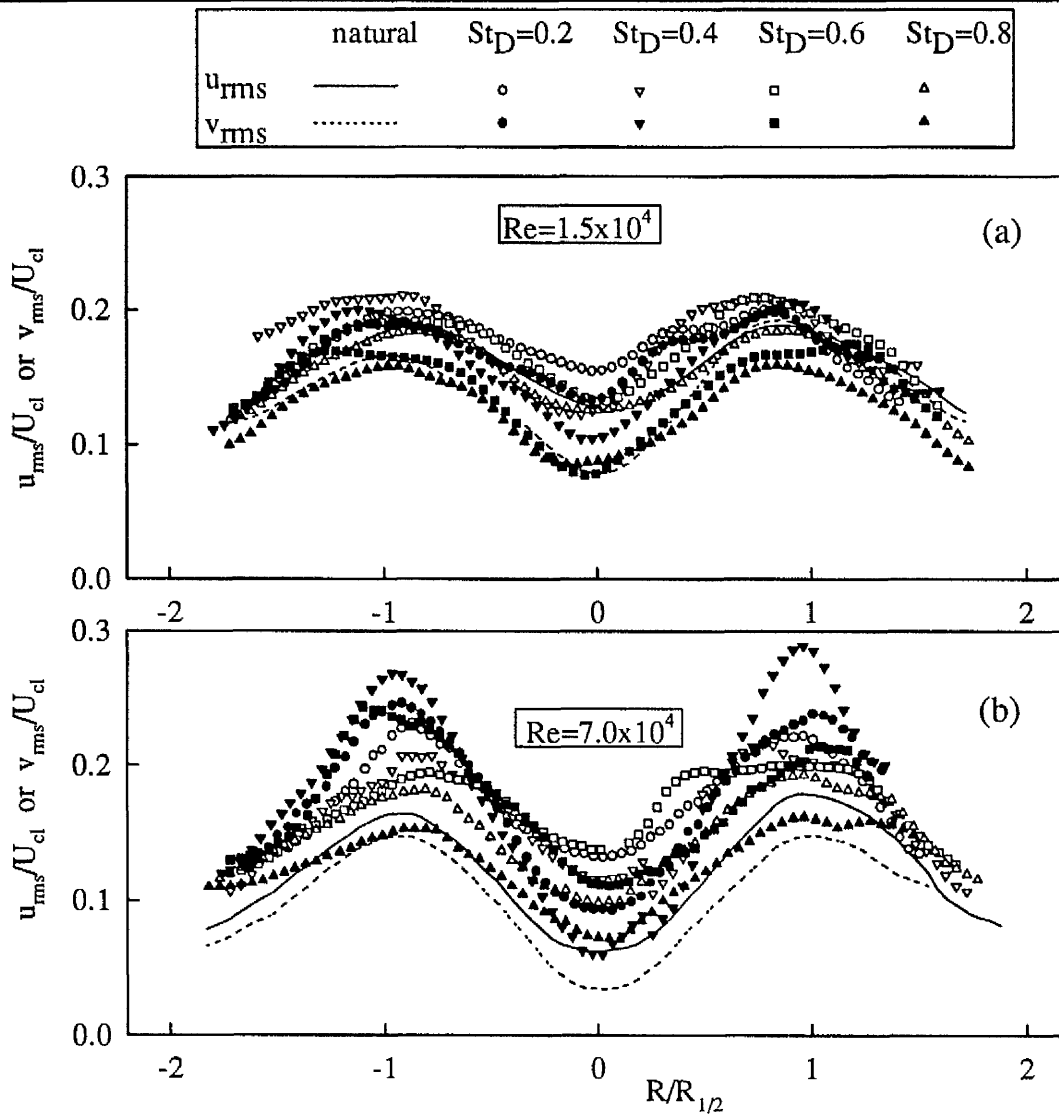 natural St_D=0.2 St_D=0.4 St_D=0.6 St_D=0.8
u_rms
v_rms
0.3
0.2
0.1
0.0
u_rms/U_cl or v_rms/U_cl
Re=1.5x10^4
(a)
-2 -1 0 1 2
0.3
0.2
0.1
0.0
u_rms/U_cl or v_rms/U_cl
Re=7.0x10^4
(b)
-2 -1 0 1 2
R/R_1/2